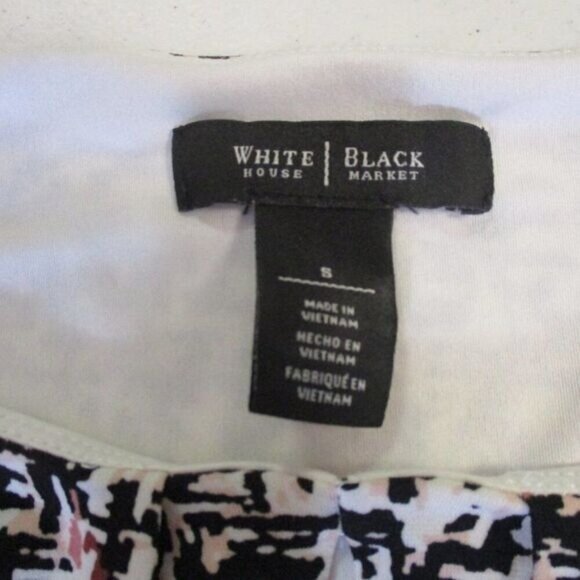 WHITE | BLACK
HOUSE | MARKET
S
MADE IN
VIETNAM
HECHO EN
VIETNAM
FABRIQUÉ EN
VIETNAM